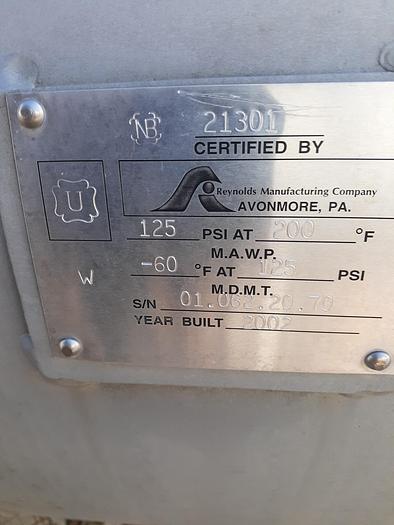 NB 21301
CERTIFIED BY
U
Reynolds Manufacturing Company
AVONMORE, PA.
125 PSI AT 200 °F
M.A.W.P.
W -60 °F AT 125 PSI
M.D.M.T.
S/N 01.062.20.70
YEAR BUILT 2002